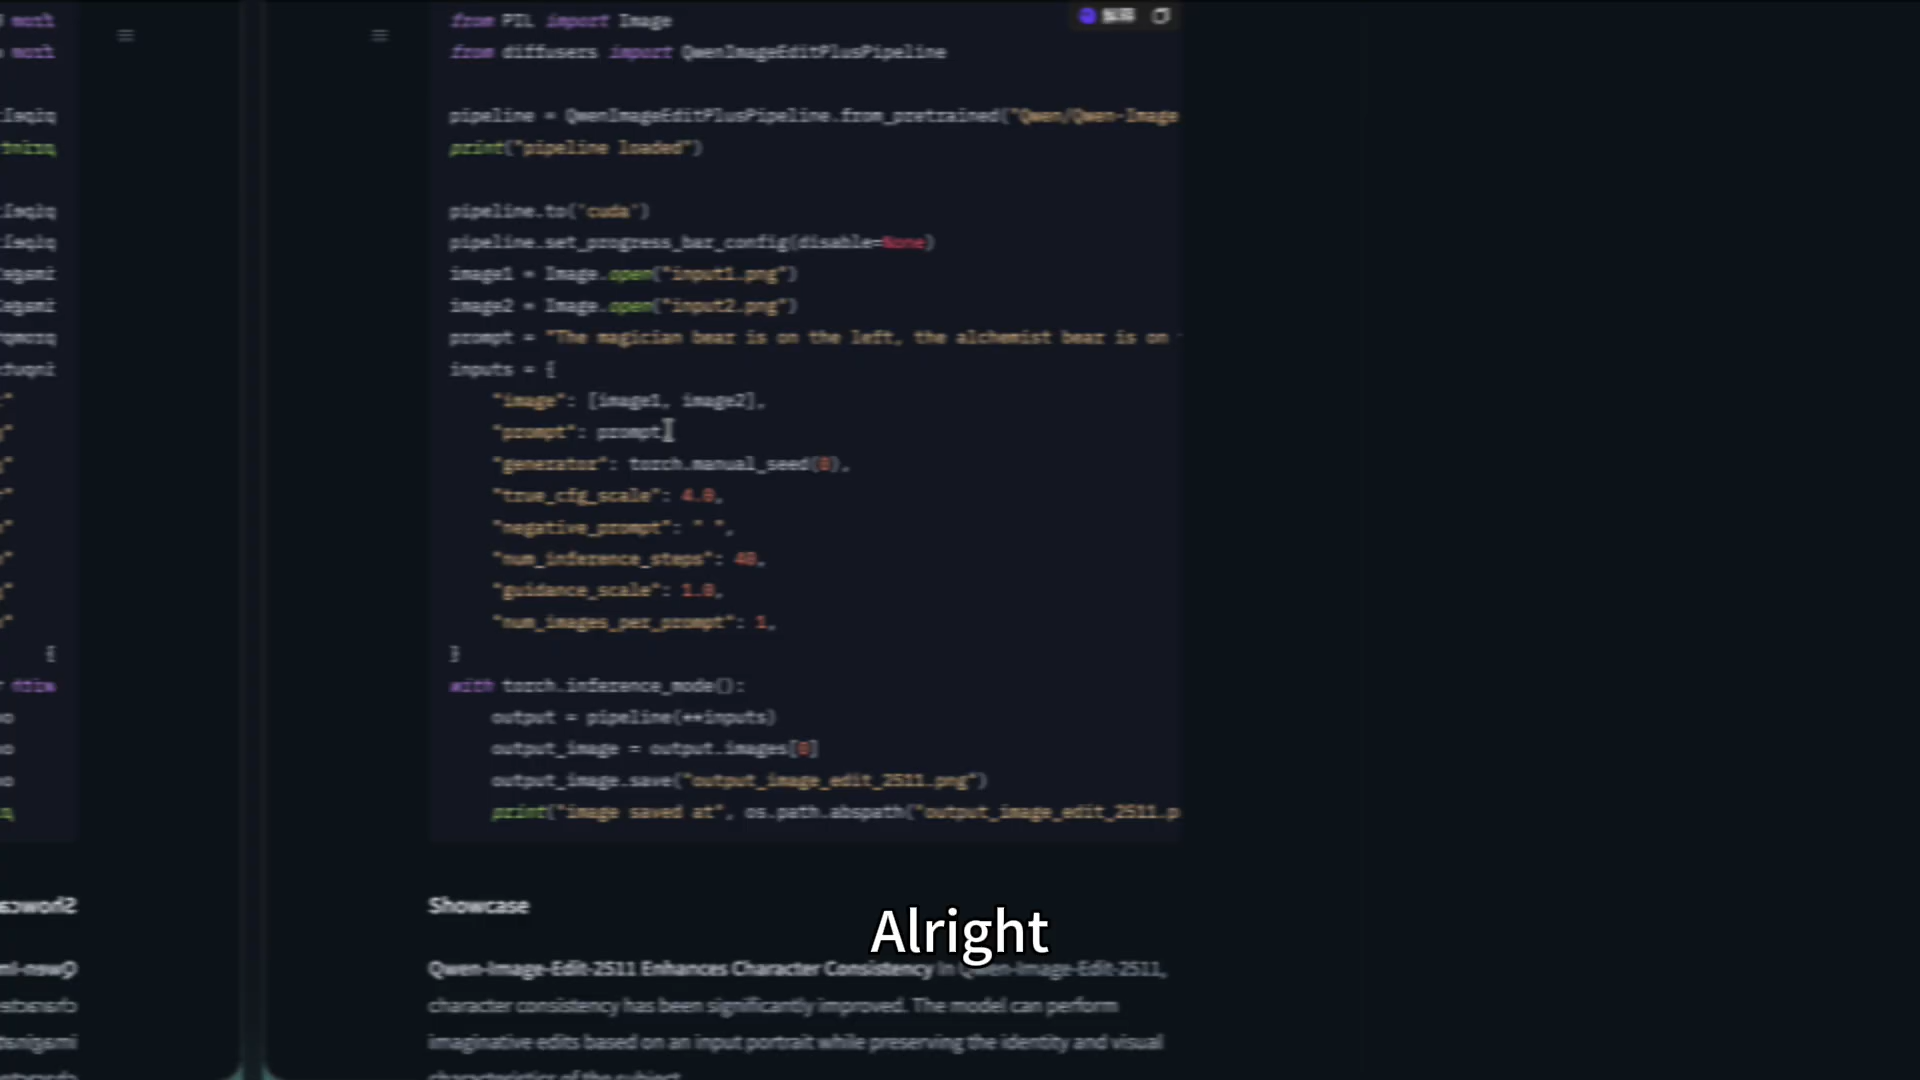 from PIL import Image
from diffusers import QwenImageEditPlusPipeline
pipeline = QwenImageEditPlusPipeline.from_pretrained("Qwen/Qwen-Image
print("pipeline loaded")
pipeline.to('cuda')
pipeline.set_progress_bar_config(disable=None)
image1 = Image.open("input1.png")
image2 = Image.open("input2.png")
prompt = "The magician bear is on the left, the alchemist bear is on
inputs = {
"image": [image1, image2],
"prompt": prompt
"generator": torch.manual_seed(0),
"true_cfg_scale": 4.0,
"negative_prompt": " ",
"num_inference_steps": 40,
"guidance_scale": 1.0,
"num_images_per_prompt": 1,
}
with torch.inference_mode():
output = pipeline(**inputs)
output_image = output.images[0]
output_image.save("output_image_edit_2511.png")
print("image saved at", os.path.abspath("output_image_edit_2511.p
Showcase
Alright
Qwen-Image-Edit-2511 Enhances Character Consistency In Qwen-Image-Edit-2511,
character consistency has been significantly improved. The model can perform
imaginative edits based on an input portrait while preserving the identity and visual
characteristics of the subject.